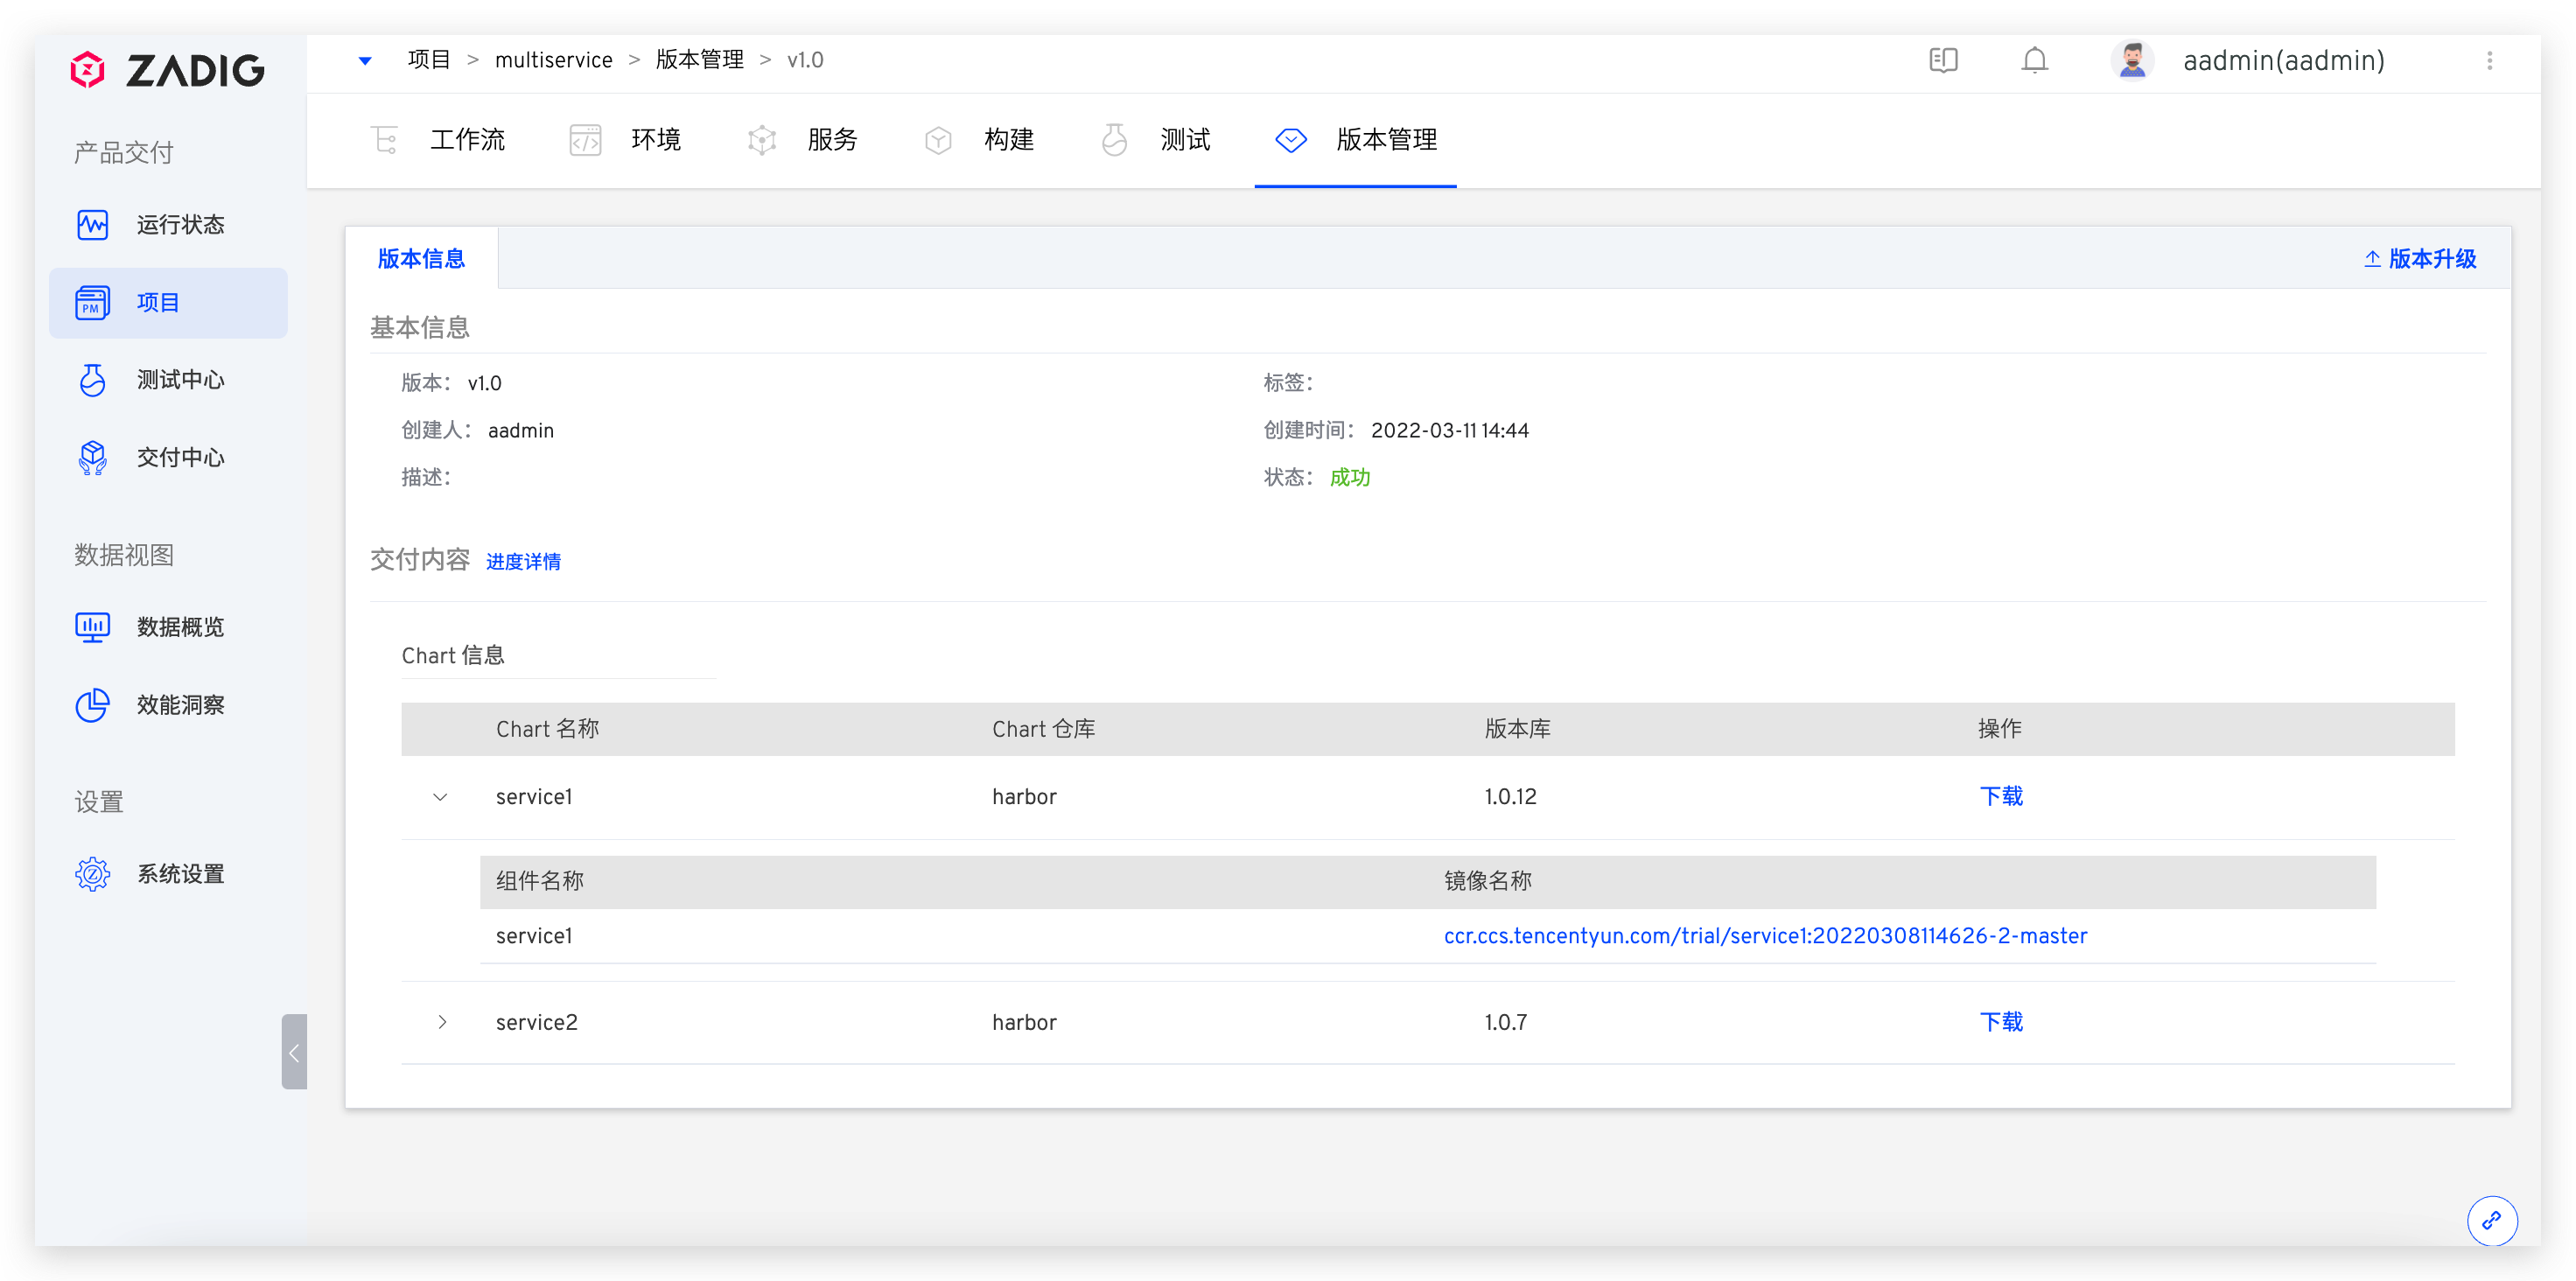 ZADIG
项目 > multiservice > 版本管理 > v1.0
aadmin(aadmin)
工作流 环境 服务 构建 测试 版本管理
产品交付
运行状态
PM 项目
测试中心
交付中心
数据视图
数据概览
效能洞察
设置
系统设置
版本信息 版本升级
基本信息
版本： v1.0 标签：
创建人： aadmin 创建时间： 2022-03-11 14:44
描述： 状态： 成功
交付内容 进度详情
Chart 信息
Chart 名称 Chart 仓库 版本库 操作
service1 harbor 1.0.12 下载
组件名称 镜像名称
service1 ccr.ccs.tencentyun.com/trial/service1:20220308114626-2-master
service2 harbor 1.0.7 下载